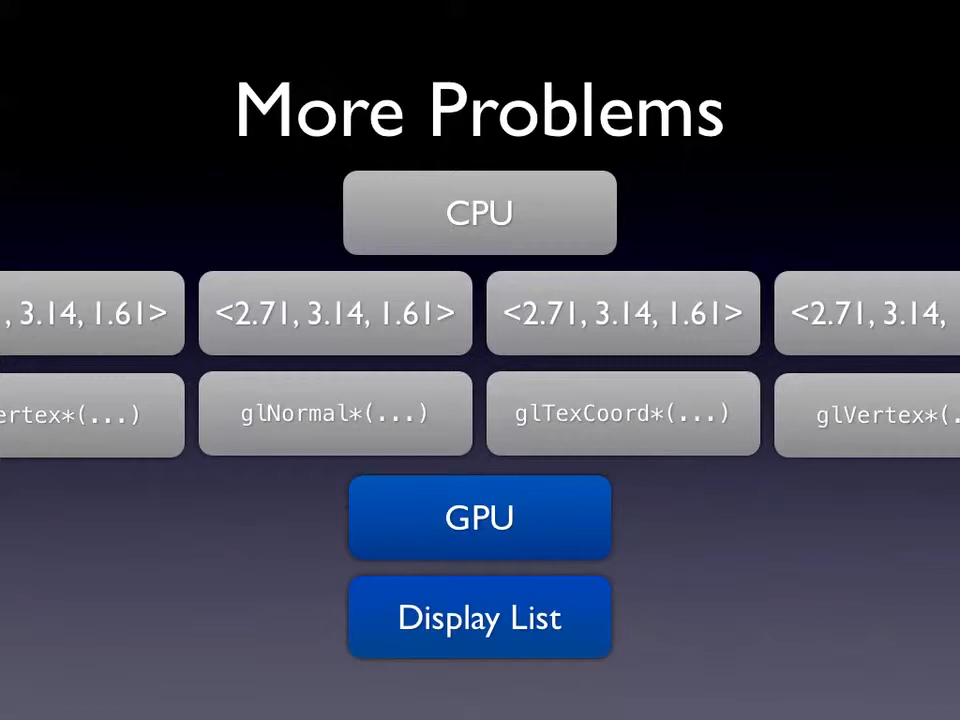 More Problems
CPU
, 3.14, 1.61> <2.71, 3.14, 1.61> <2.71, 3.14, 1.61> <2.71, 3.14,
ertex*(...) glNormal*(...) glTexCoord*(...) glVertex*(.
GPU
Display List